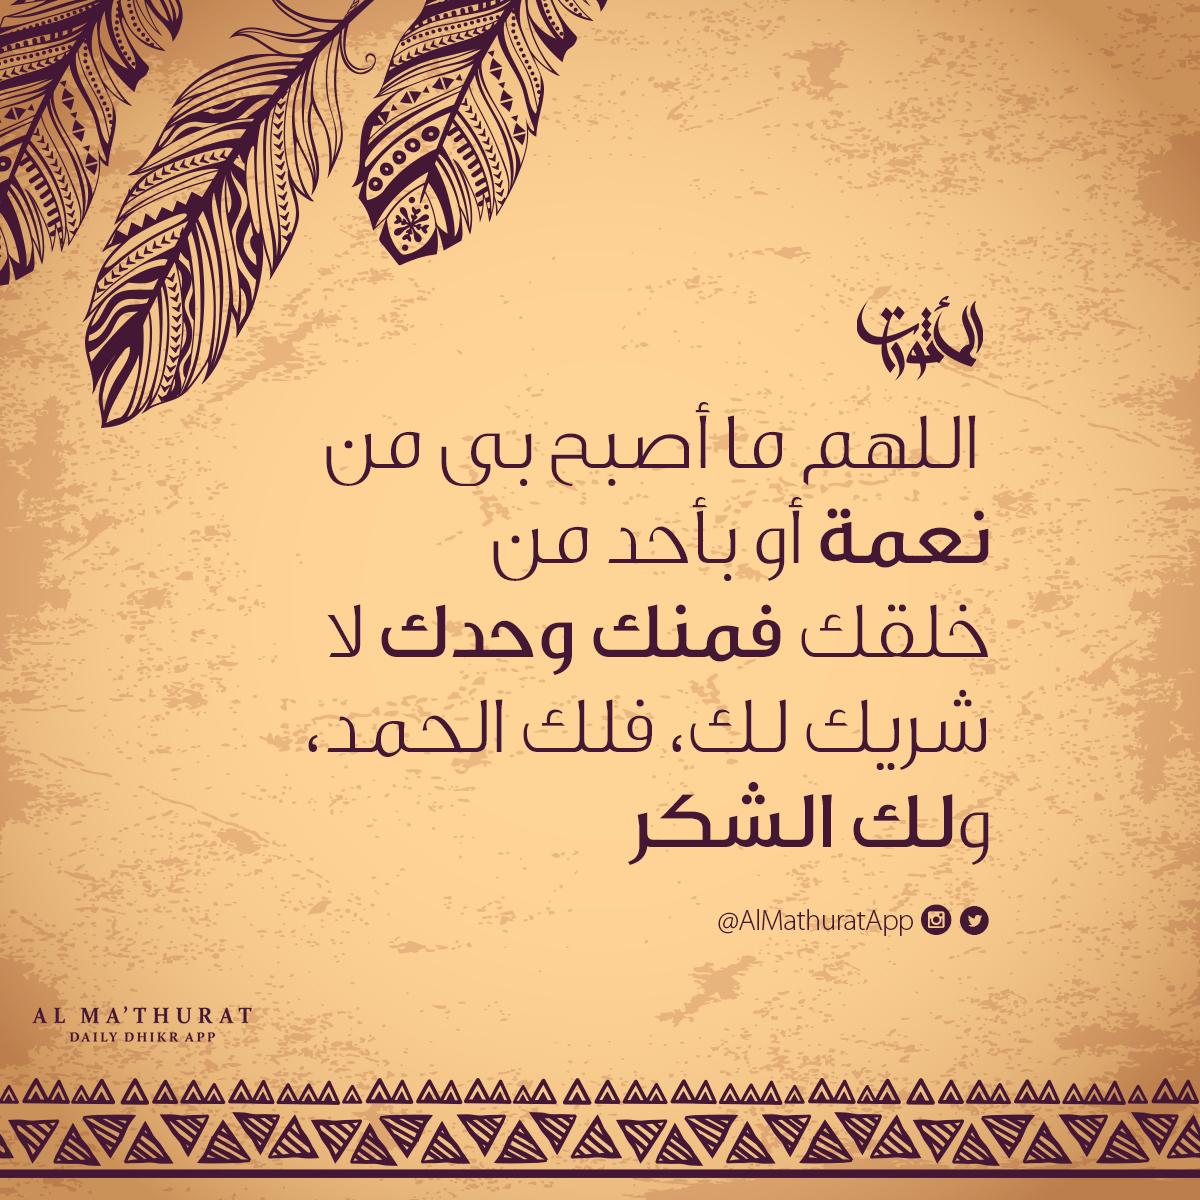 المأثورات
اللهم ما أصبح بى من
نعمة أو بأحد من
خلقك فمنك وحدك لا
شريك لك، فلك الحمد،
ولك الشكر
@AlMathuratApp
AL MA’THURAT
DAILY DHIKR APP